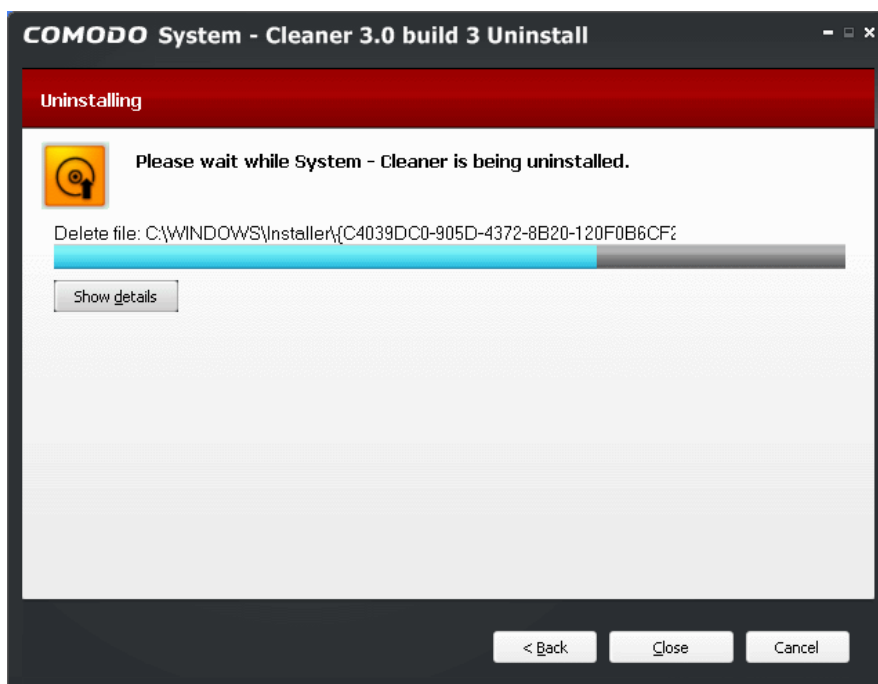 COMODO System - Cleaner 3.0 build 3 Uninstall
Uninstalling
Please wait while System - Cleaner is being uninstalled.
Delete file: C:\WINDOWS\Installer\{C4039DC0-905D-4372-8B20-120F0B6CF2
Show details
< Back
Close
Cancel